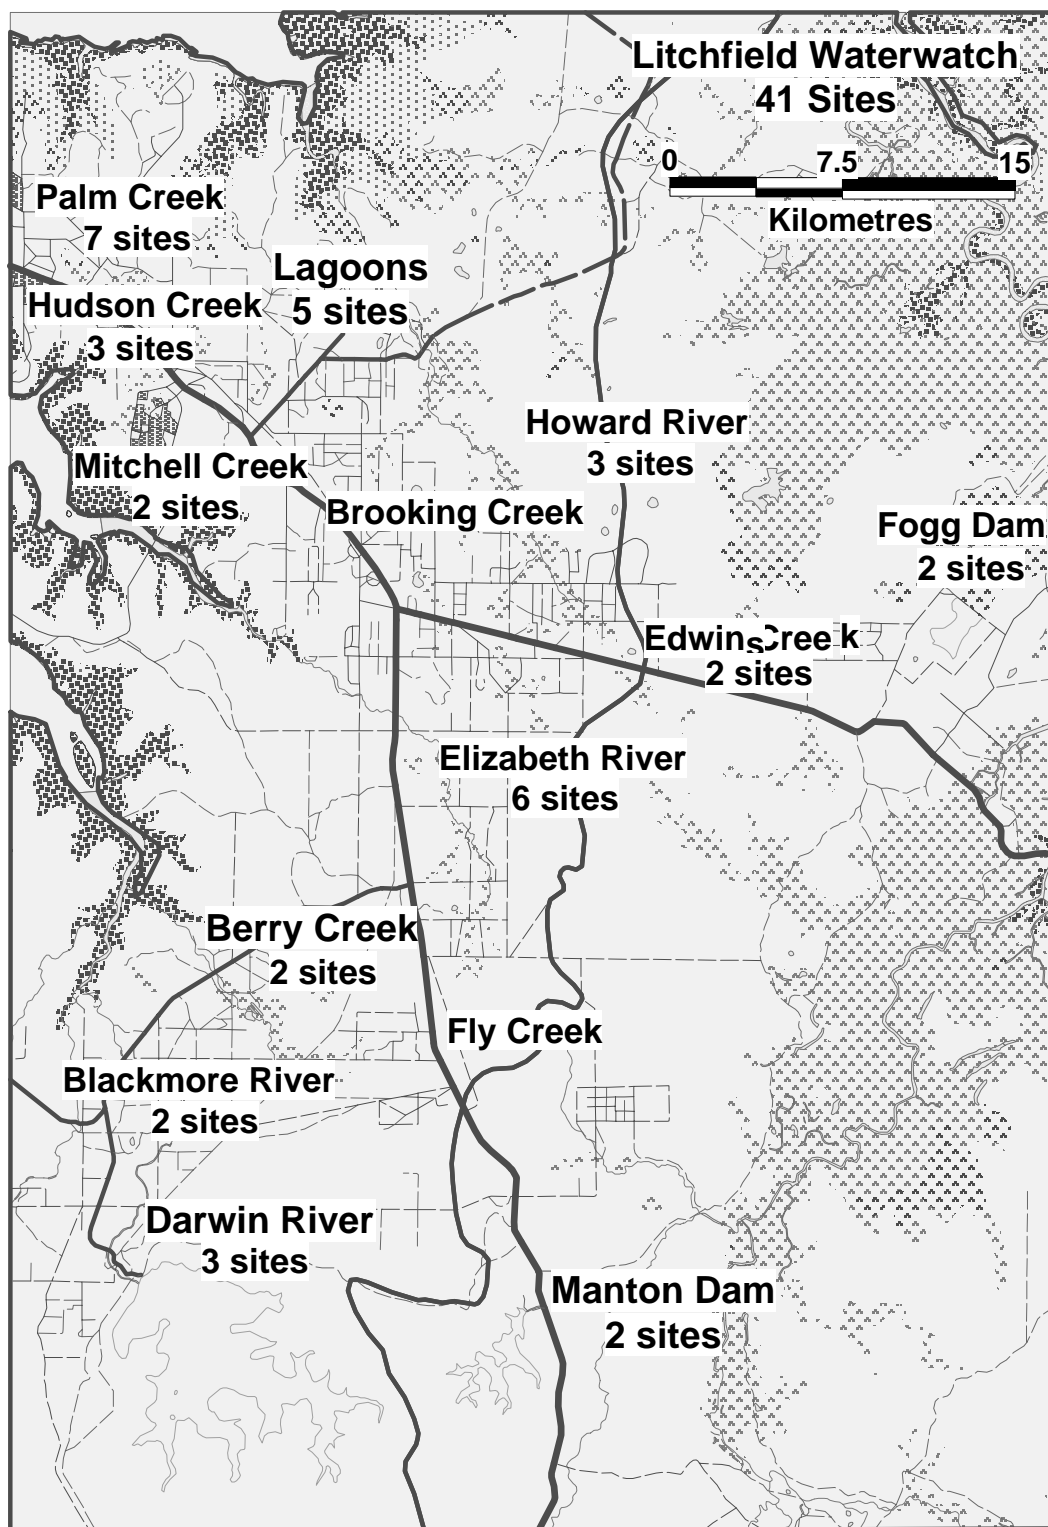 Litchfield Waterwatch
41 Sites
0 7.5 15
Kilometres
Palm Creek
7 sites
Lagoons
5 sites
Hudson Creek
3 sites
Howard River
3 sites
Mitchell Creek
2 sites
Brooking Creek
Fogg Dam
2 sites
Edwins Creek
2 sites
Elizabeth River
6 sites
Berry Creek
2 sites
Fly Creek
Blackmore River
2 sites
Darwin River
3 sites
Manton Dam
2 sites